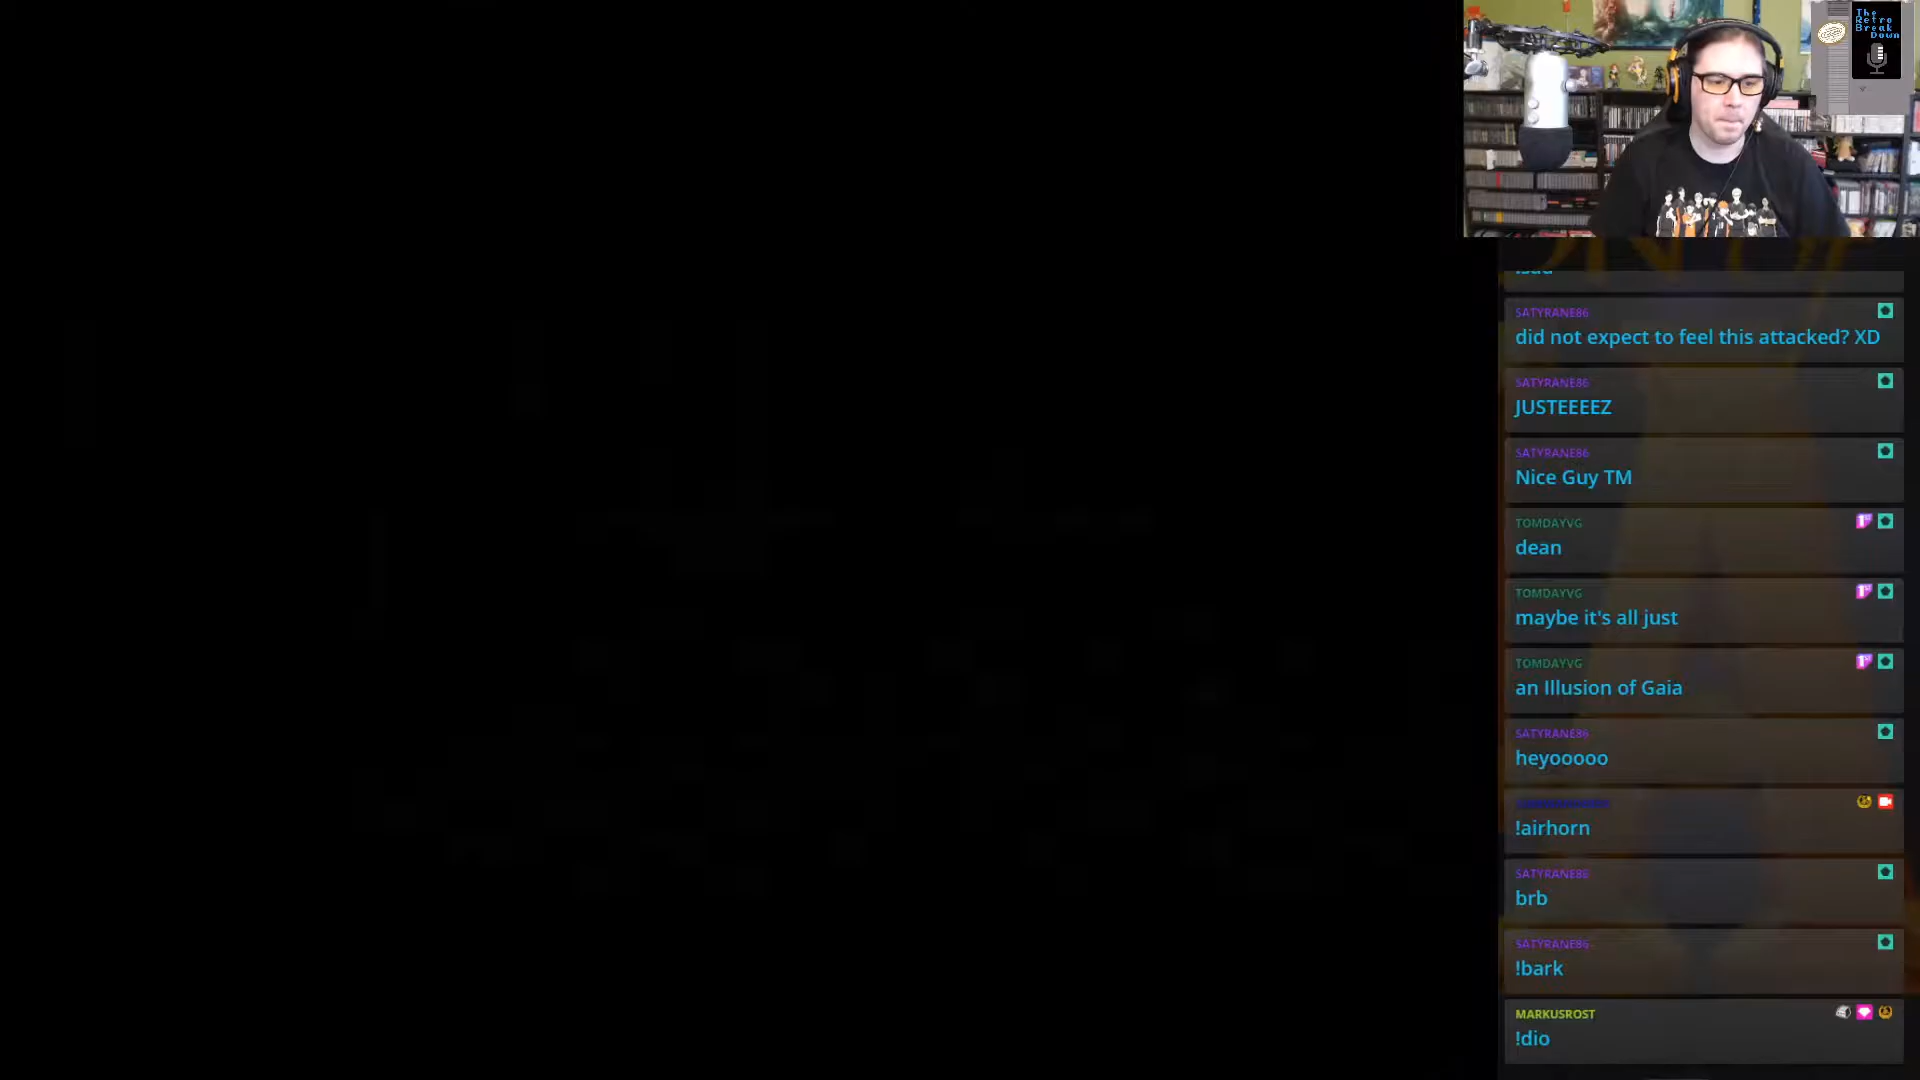 The
Retro
Break
Down
SATYRANE86
did not expect to feel this attacked? XD
SATYRANE86
JUSTEEEEZ
SATYRANE86
Nice Guy TM
TOMDAYVG
dean
TOMDAYVG
maybe it's all just
TOMDAYVG
an Illusion of Gaia
SATYRANE86
heyooooo
!airhorn
SATYRANE86
brb
SATYRANE86
!bark
MARKUSROST
!dio